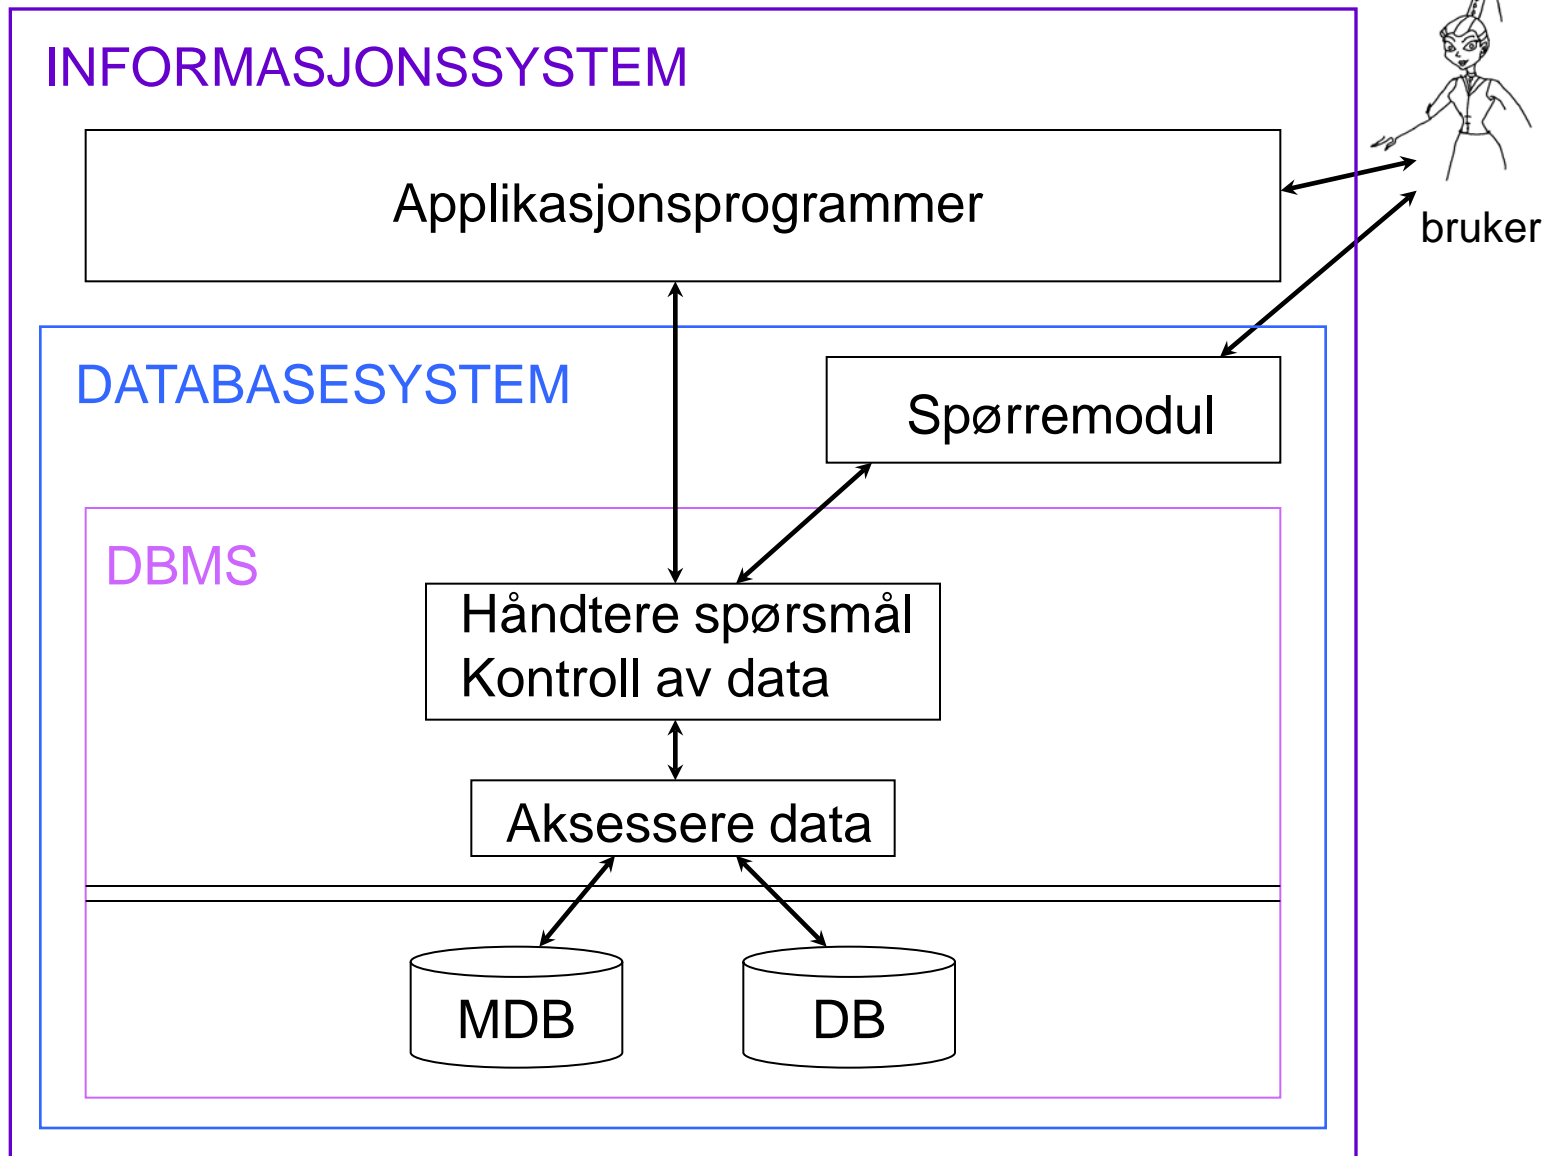 INFORMASJONSSYSTEM
Applikasjonsprogrammer
bruker
DATABASESYSTEM
Spørremodul
DBMS
Håndtere spørsmål
Kontroll av data
Aksessere data
MDB
DB